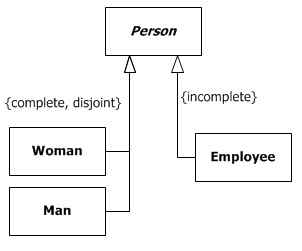 Person
{complete, disjoint}
{incomplete}
Woman
Employee
Man